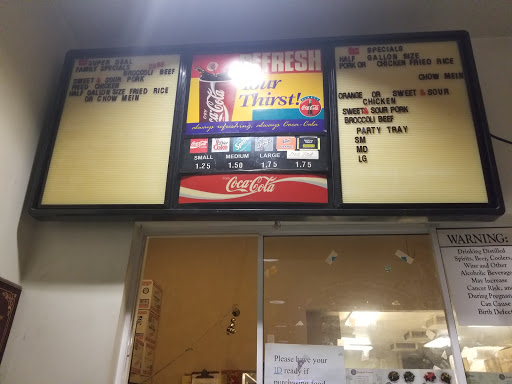 SUPER DEAL
FAMILY SPECIALS
BROCCOLI BEEF
SWEET & SOUR PORK
FRIED CHICKEN
HALF GALLON SIZE FRIED RICE
OR CHOW MEIN
REFRESH
Your
Thirst!
Coca-Cola
always refreshing, always Coca-Cola
SMALL MEDIUM LARGE
1.25 1.50 1.75 1.75
Coca-Cola
SPECIALS
HALF GALLON SIZE
PORK OR CHICKEN FRIED RICE
CHOW MEIN
ORANGE OR SWEET & SOUR
CHICKEN
SWEET & SOUR PORK
BROCCOLI BEEF
PARTY TRAY
SM
MD
LG
WARNING:
Drinking Distilled
Spirits, Beer, Coolers,
Wine and Other
Alcoholic Beverages
May Increase
Cancer Risk, and
During Pregnancy
Can Cause
Birth Defects
Please have your
ID ready if
purchasing food